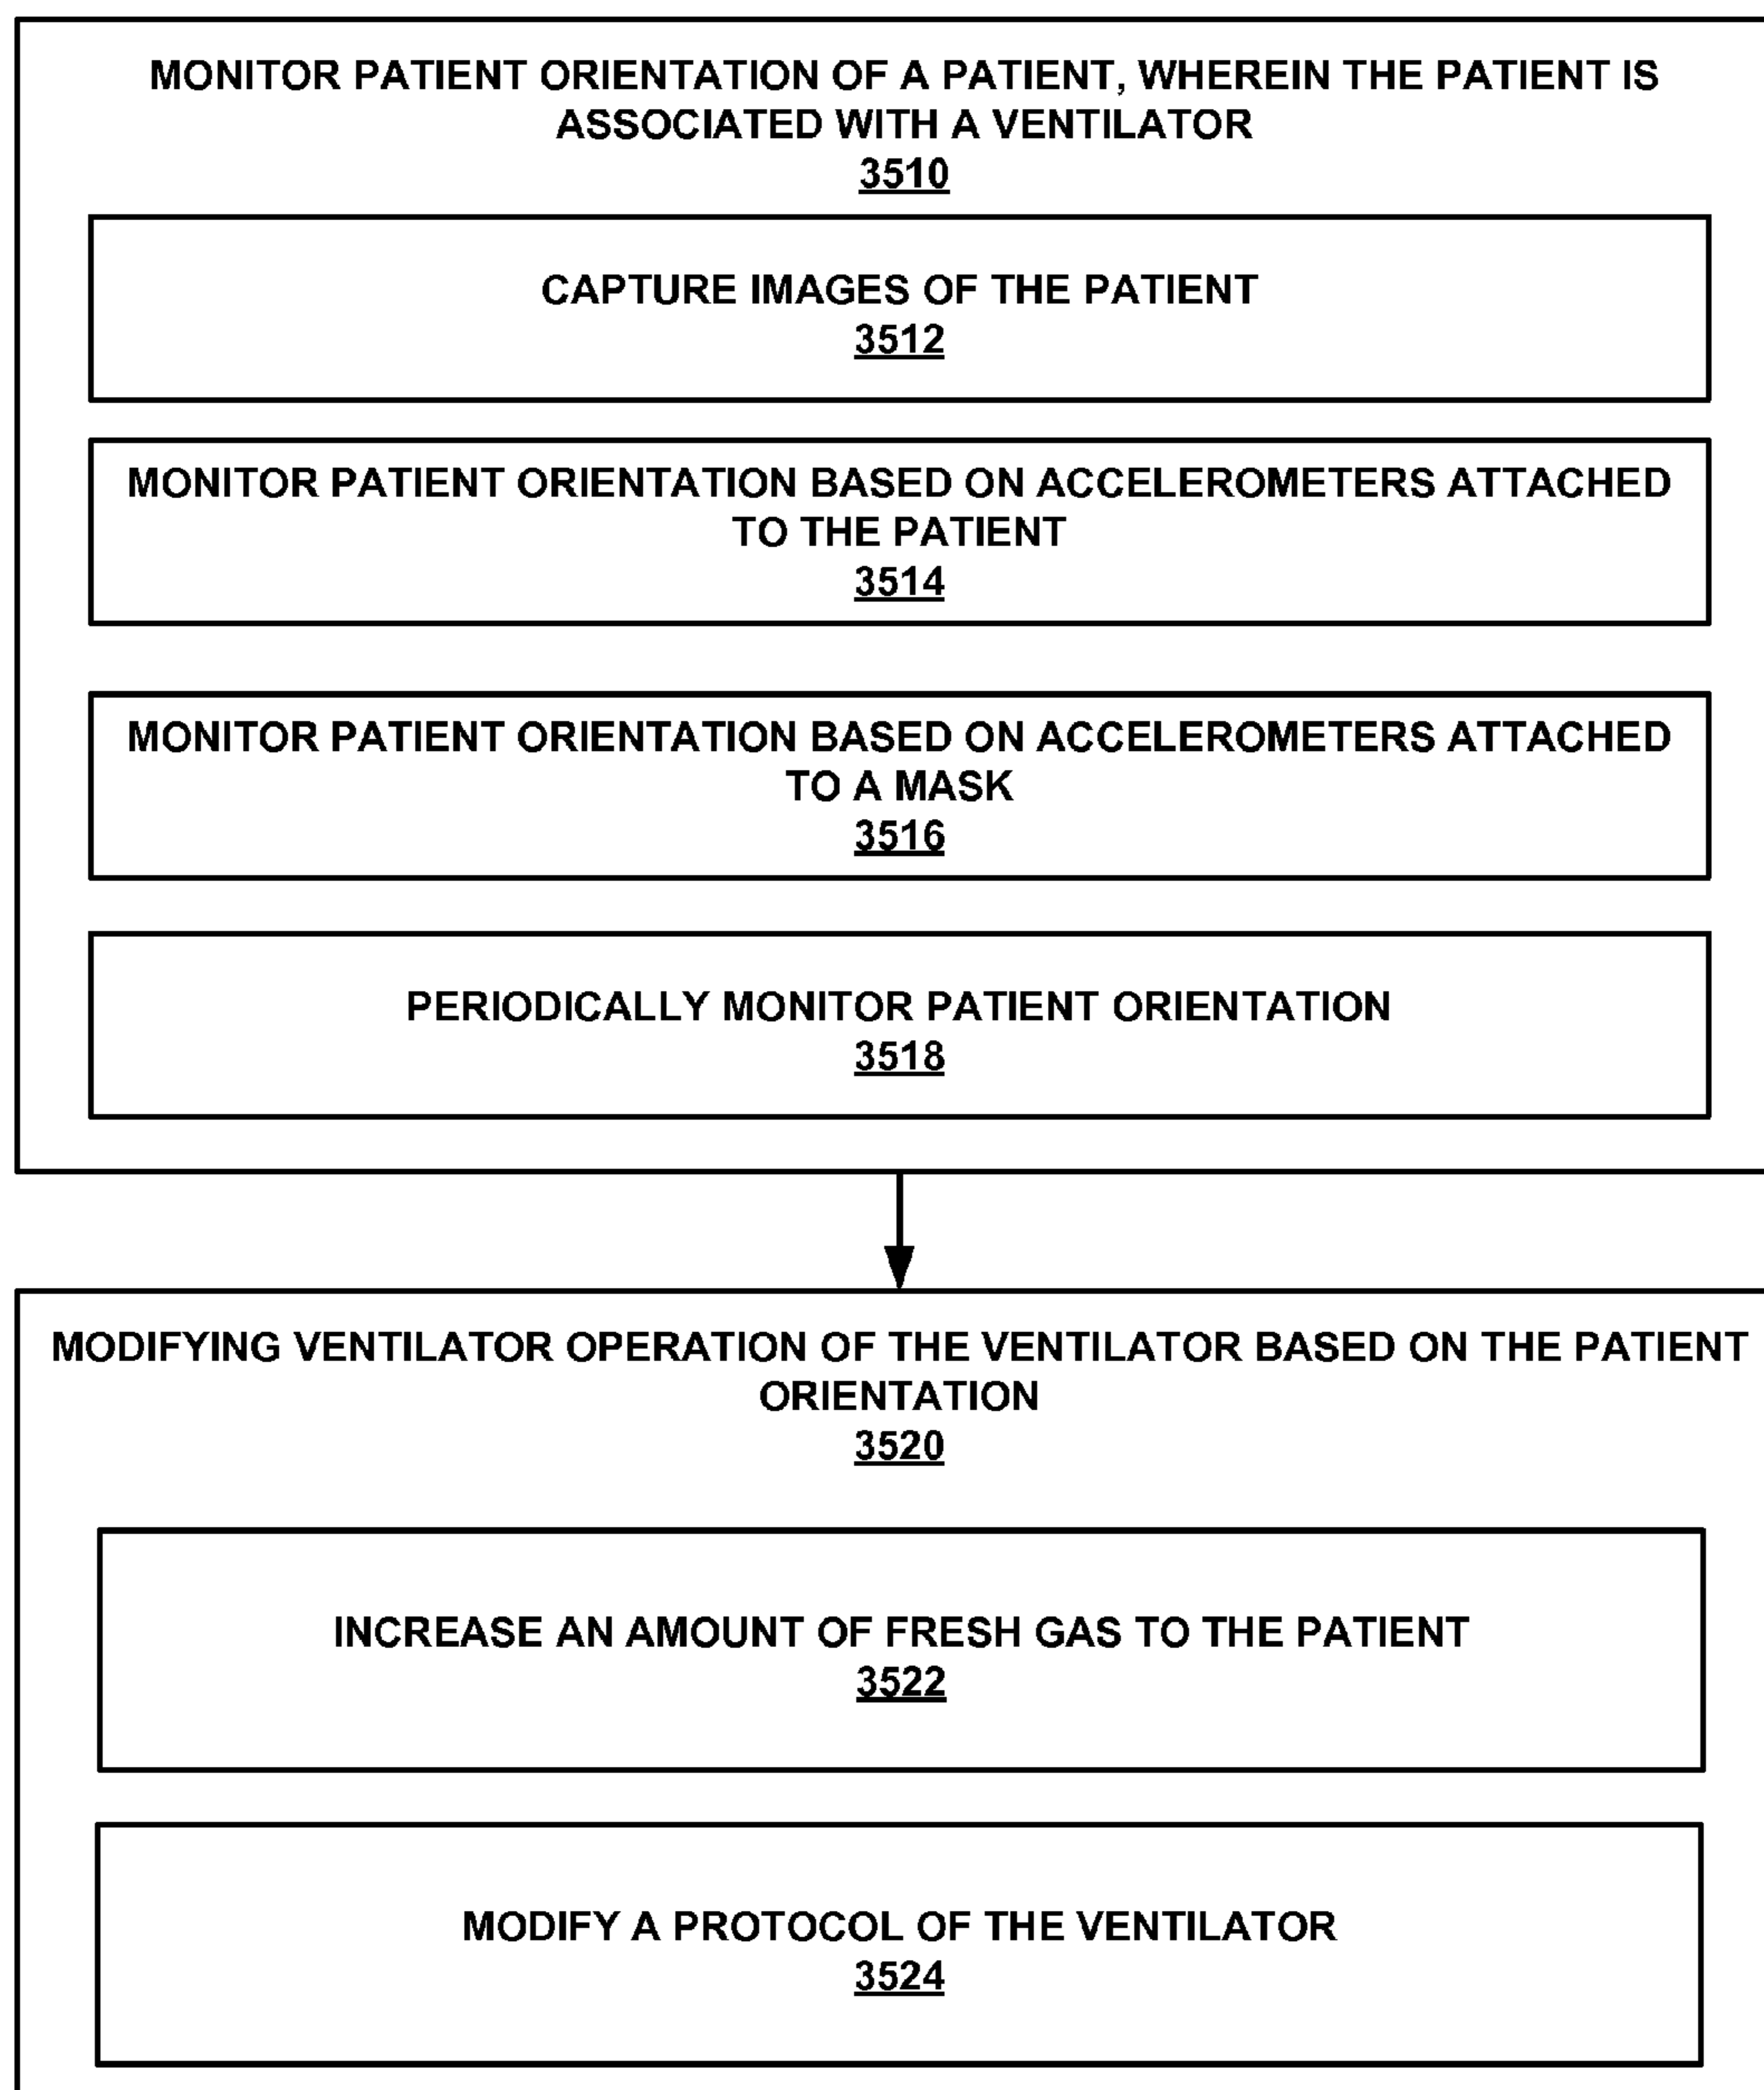 MONITOR PATIENT ORIENTATION OF A PATIENT, WHEREIN THE PATIENT IS
ASSOCIATED WITH A VENTILATOR
3510
CAPTURE IMAGES OF THE PATIENT
3512
MONITOR PATIENT ORIENTATION BASED ON ACCELEROMETERS ATTACHED
TO THE PATIENT
3514
MONITOR PATIENT ORIENTATION BASED ON ACCELEROMETERS ATTACHED
TO A MASK
3516
PERIODICALLY MONITOR PATIENT ORIENTATION
3518
MODIFYING VENTILATOR OPERATION OF THE VENTILATOR BASED ON THE PATIENT
ORIENTATION
3520
INCREASE AN AMOUNT OF FRESH GAS TO THE PATIENT
3522
MODIFY A PROTOCOL OF THE VENTILATOR
3524